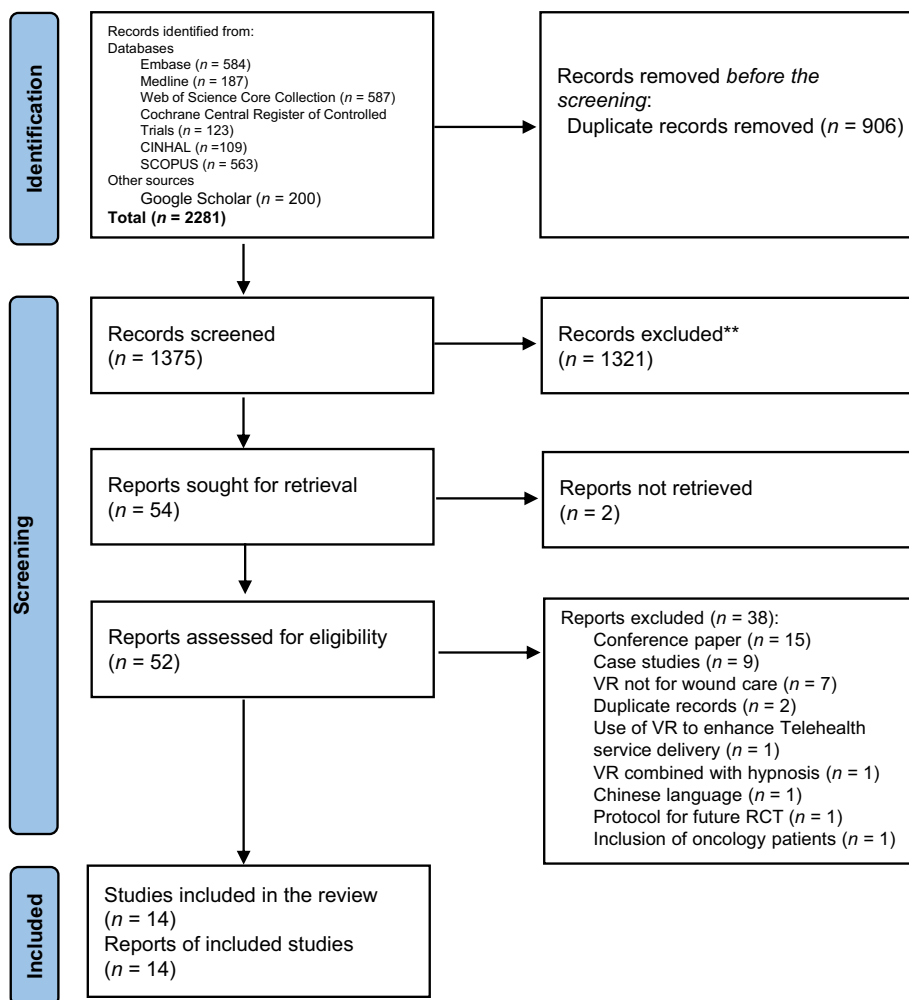 Identification
Records identified from:
Databases
Embase (n = 584)
Medline (n = 187)
Web of Science Core Collection (n = 587)
Cochrane Central Register of Controlled
Trials (n = 123)
CINHAL (n =109)
SCOPUS (n = 563)
Other sources
Google Scholar (n = 200)
Total (n = 2281)
Records removed before the
screening:
Duplicate records removed (n = 906)
Screening
Records screened
(n = 1375)
Records excluded**
(n = 1321)
Reports sought for retrieval
(n = 54)
Reports not retrieved
(n = 2)
Reports assessed for eligibility
(n = 52)
Reports excluded (n = 38):
Conference paper (n = 15)
Case studies (n = 9)
VR not for wound care (n = 7)
Duplicate records (n = 2)
Use of VR to enhance Telehealth
service delivery (n = 1)
VR combined with hypnosis (n = 1)
Chinese language (n = 1)
Protocol for future RCT (n = 1)
Inclusion of oncology patients (n = 1)
Included
Studies included in the review
(n = 14)
Reports of included studies
(n = 14)